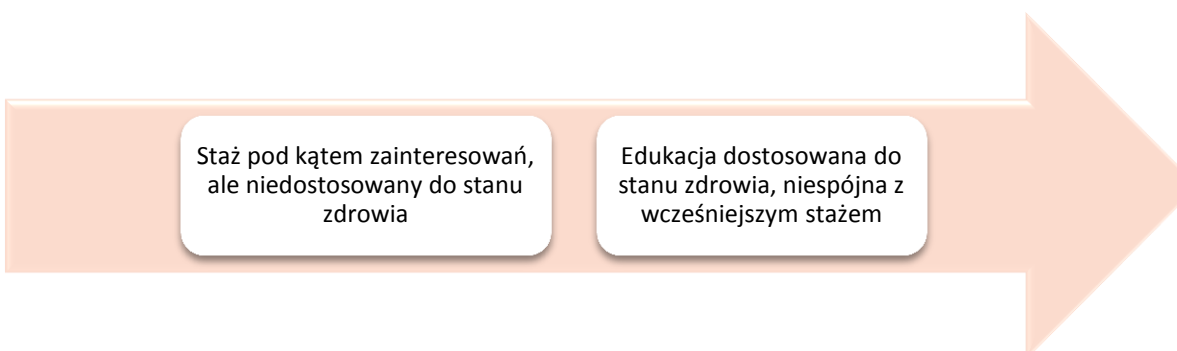 Staż pod kątem zainteresowań,
ale niedostosowany do stanu
zdrowia
Edukacja dostosowana do
stanu zdrowia, niespójna z
wcześniejszym stażem